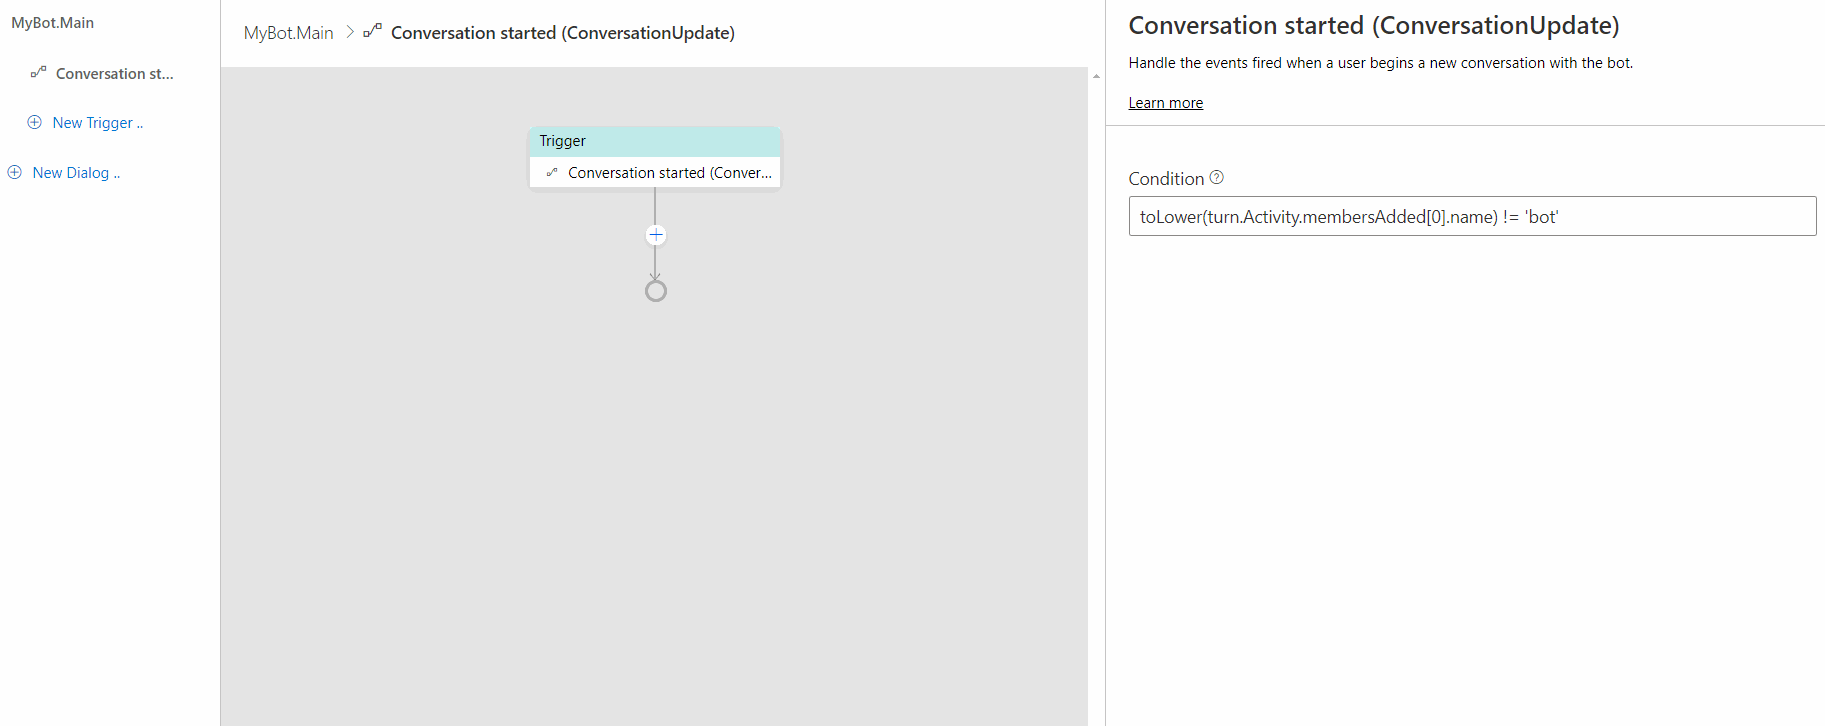 MyBot.Main
Conversation st...
New Trigger ..
New Dialog ..
MyBot.Main > Conversation started (ConversationUpdate)
Trigger
Conversation started (Conver...
Conversation started (ConversationUpdate)
Handle the events fired when a user begins a new conversation with the bot.
Learn more
Condition
toLower(turn.Activity.membersAdded[0].name) != 'bot'